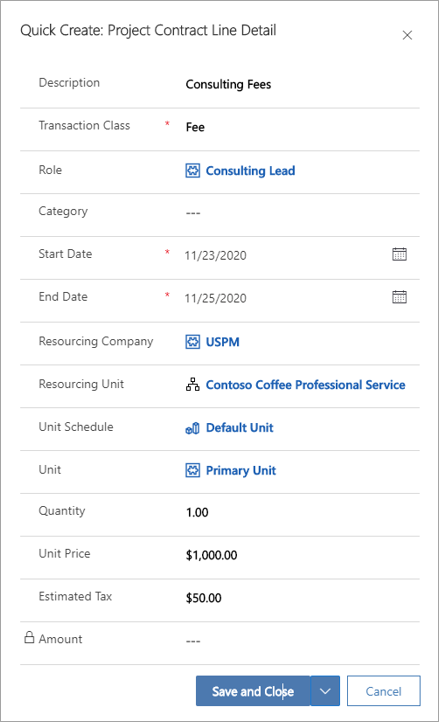 Quick Create: Project Contract Line Detail
Description Consulting Fees
Transaction Class * Fee
Role Consulting Lead
Category ---
Start Date * 11/23/2020
End Date * 11/25/2020
Resourcing Company USPM
Resourcing Unit Contoso Coffee Professional Service
Unit Schedule Default Unit
Unit Primary Unit
Quantity 1.00
Unit Price $1,000.00
Estimated Tax $50.00
Amount ---
Save and Close Cancel